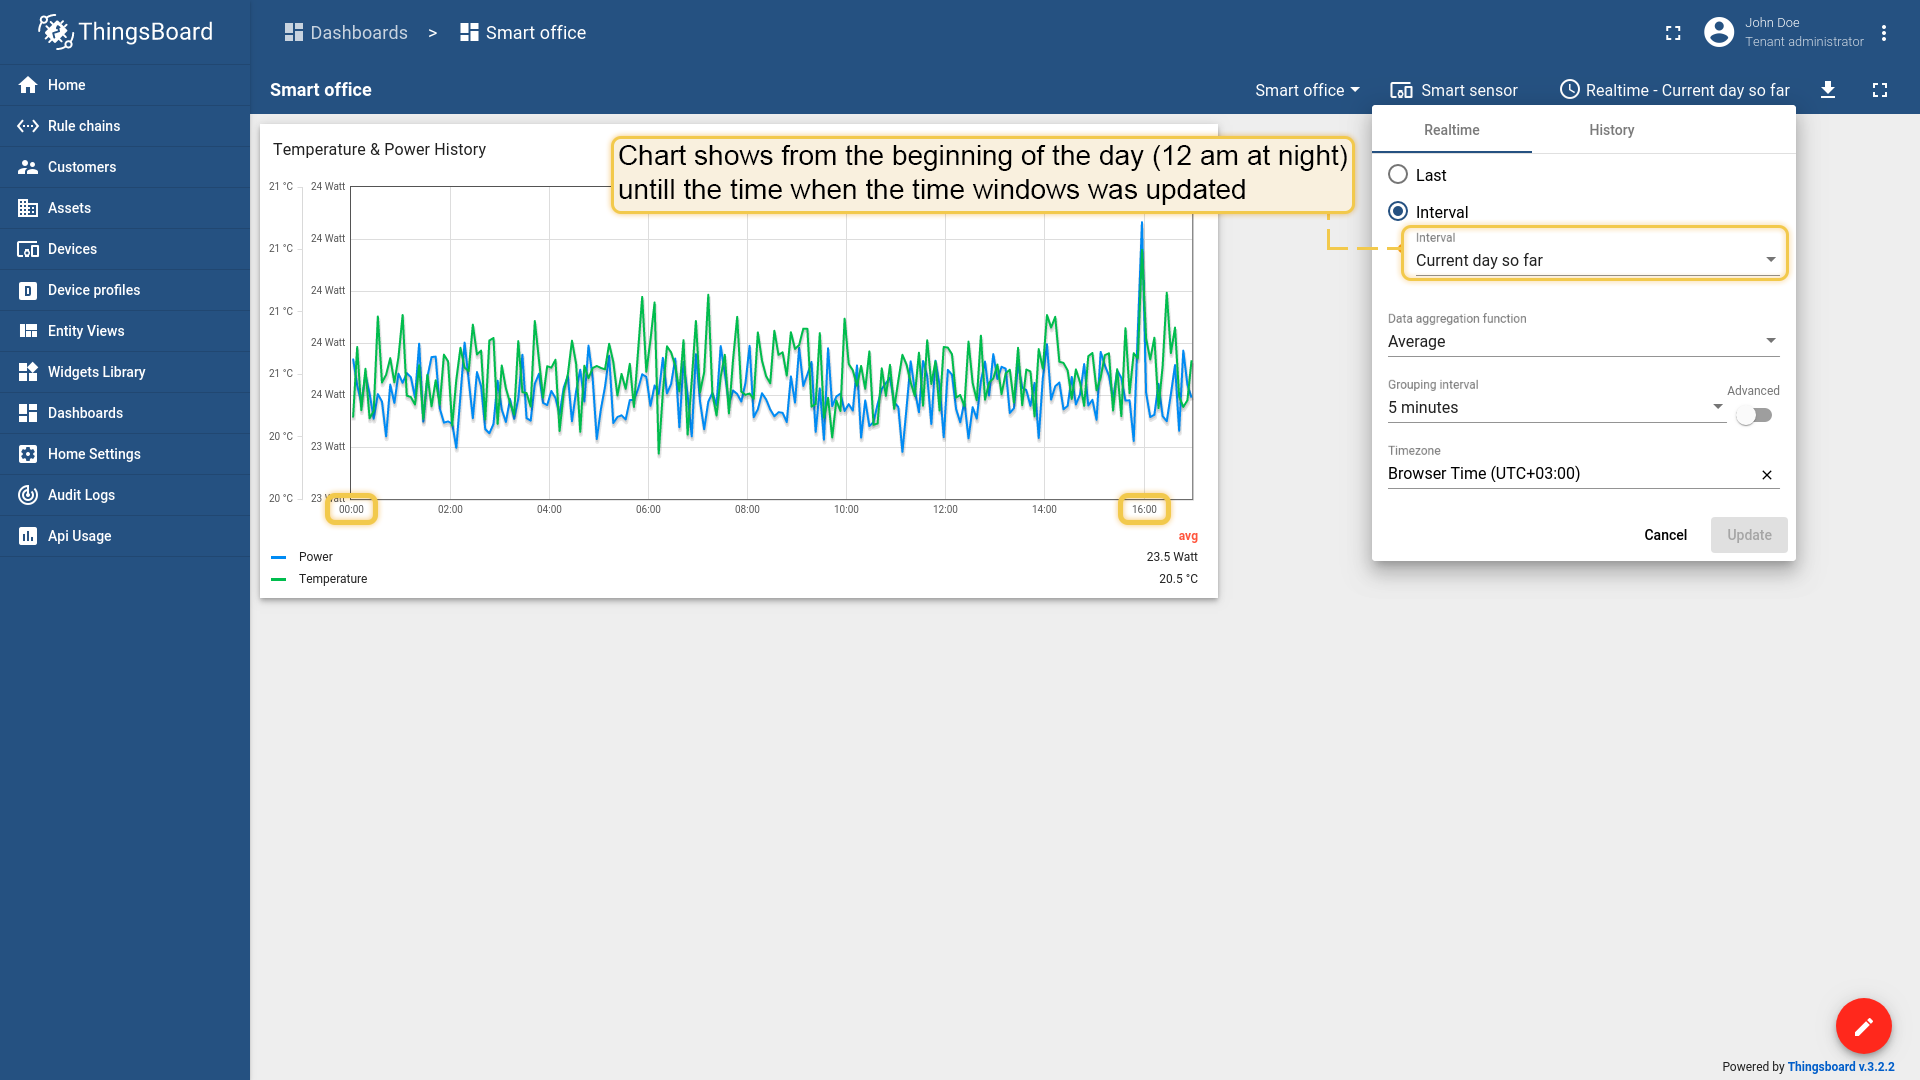 ThingsBoard
Dashboards > Smart office
John Doe
Tenant administrator
Home
Rule chains
Customers
Assets
Devices
Device profiles
Entity Views
Widgets Library
Dashboards
Home Settings
Audit Logs
Api Usage
Smart office
Smart office
Smart sensor
Realtime - Current day so far
Temperature & Power History
Chart shows from the beginning of the day (12 am at night)
untill the time when the time windows was updated
21 °C 24 Watt
24 Watt
21 °C
24 Watt
21 °C
24 Watt
21 °C
24 Watt
20 °C
23 Watt
20 °C 23 Watt
00:00 02:00 04:00 06:00 08:00 10:00 12:00 14:00 16:00
avg
Power 23.5 Watt
Temperature 20.5 °C
Realtime History
Last
Interval
Interval
Current day so far
Data aggregation function
Average
Grouping interval
Advanced
5 minutes
Timezone
Browser Time (UTC+03:00)
Cancel Update
Powered by Thingsboard v.3.2.2